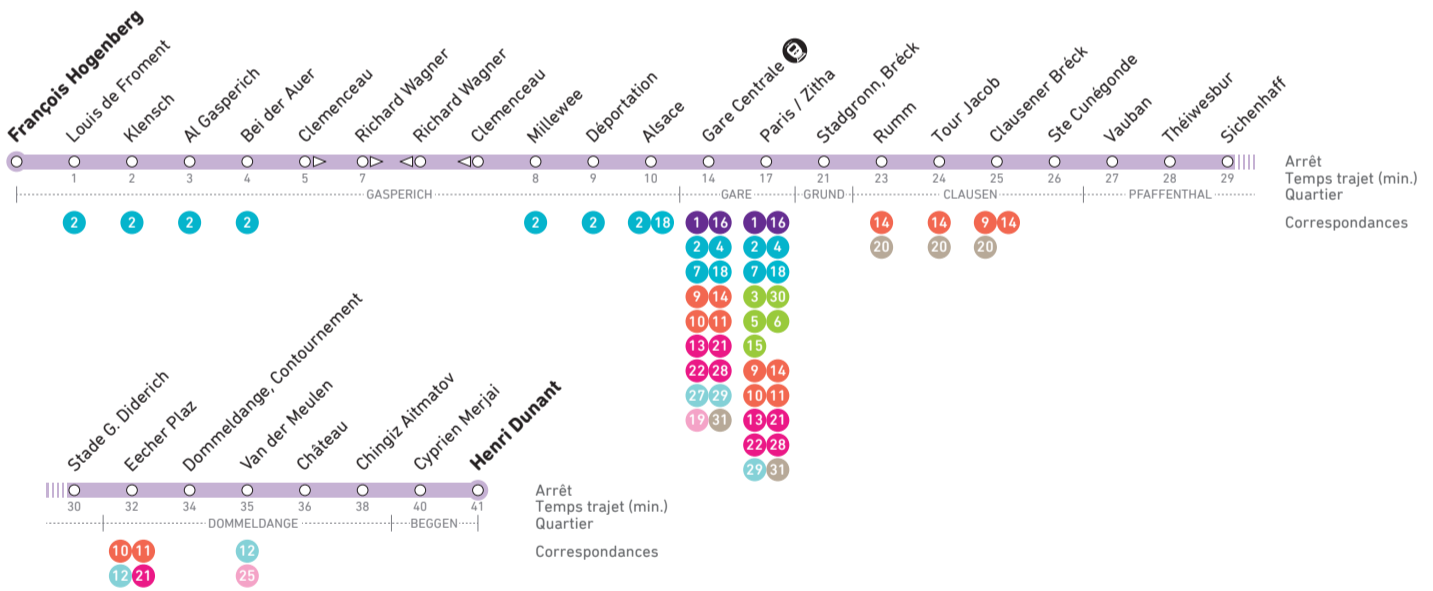 François Hogenberg
Louis de Froment
Klensch
Al Gasperich
Bei der Auer
Clemenceau
Richard Wagner
Richard Wagner
Clemenceau
Millewee
Déportation
Alsace
Gare Centrale
Paris / Zitha
Stadgronn, Bréck
Rumm
Tour Jacob
Clausener Bréck
Ste Cunégonde
Vauban
Théiwesbur
Sichenhaff
Arrêt
1 2 3 4 5 7 8 9 10 14 17 21 23 24 25 26 27 28 29 Temps trajet (min.)
GASPERICH GARE GRUND CLAUSEN PFAFFENTHAL Quartier
2 2 2 2 2 2 2 18 1 16 1 16 14 14 9 14 Correspondances
2 4 2 4 20 20 20
7 18 7 18
9 14 3 30
10 11 5 6
13 21 15
22 28 9 14
27 29 10 11
19 31 13 21
22 28
29 31
Stade G. Diderich
Eecher Plaz
Dommeldange, Contournement
Van der Meulen
Château
Chingiz Aitmatov
Cyprien Merjai
Henri Dunant
Arrêt
30 32 34 35 36 38 40 41 Temps trajet (min.)
DOMMELDANGE BEGGEN Quartier
10 11 12 Correspondances
12 21 25